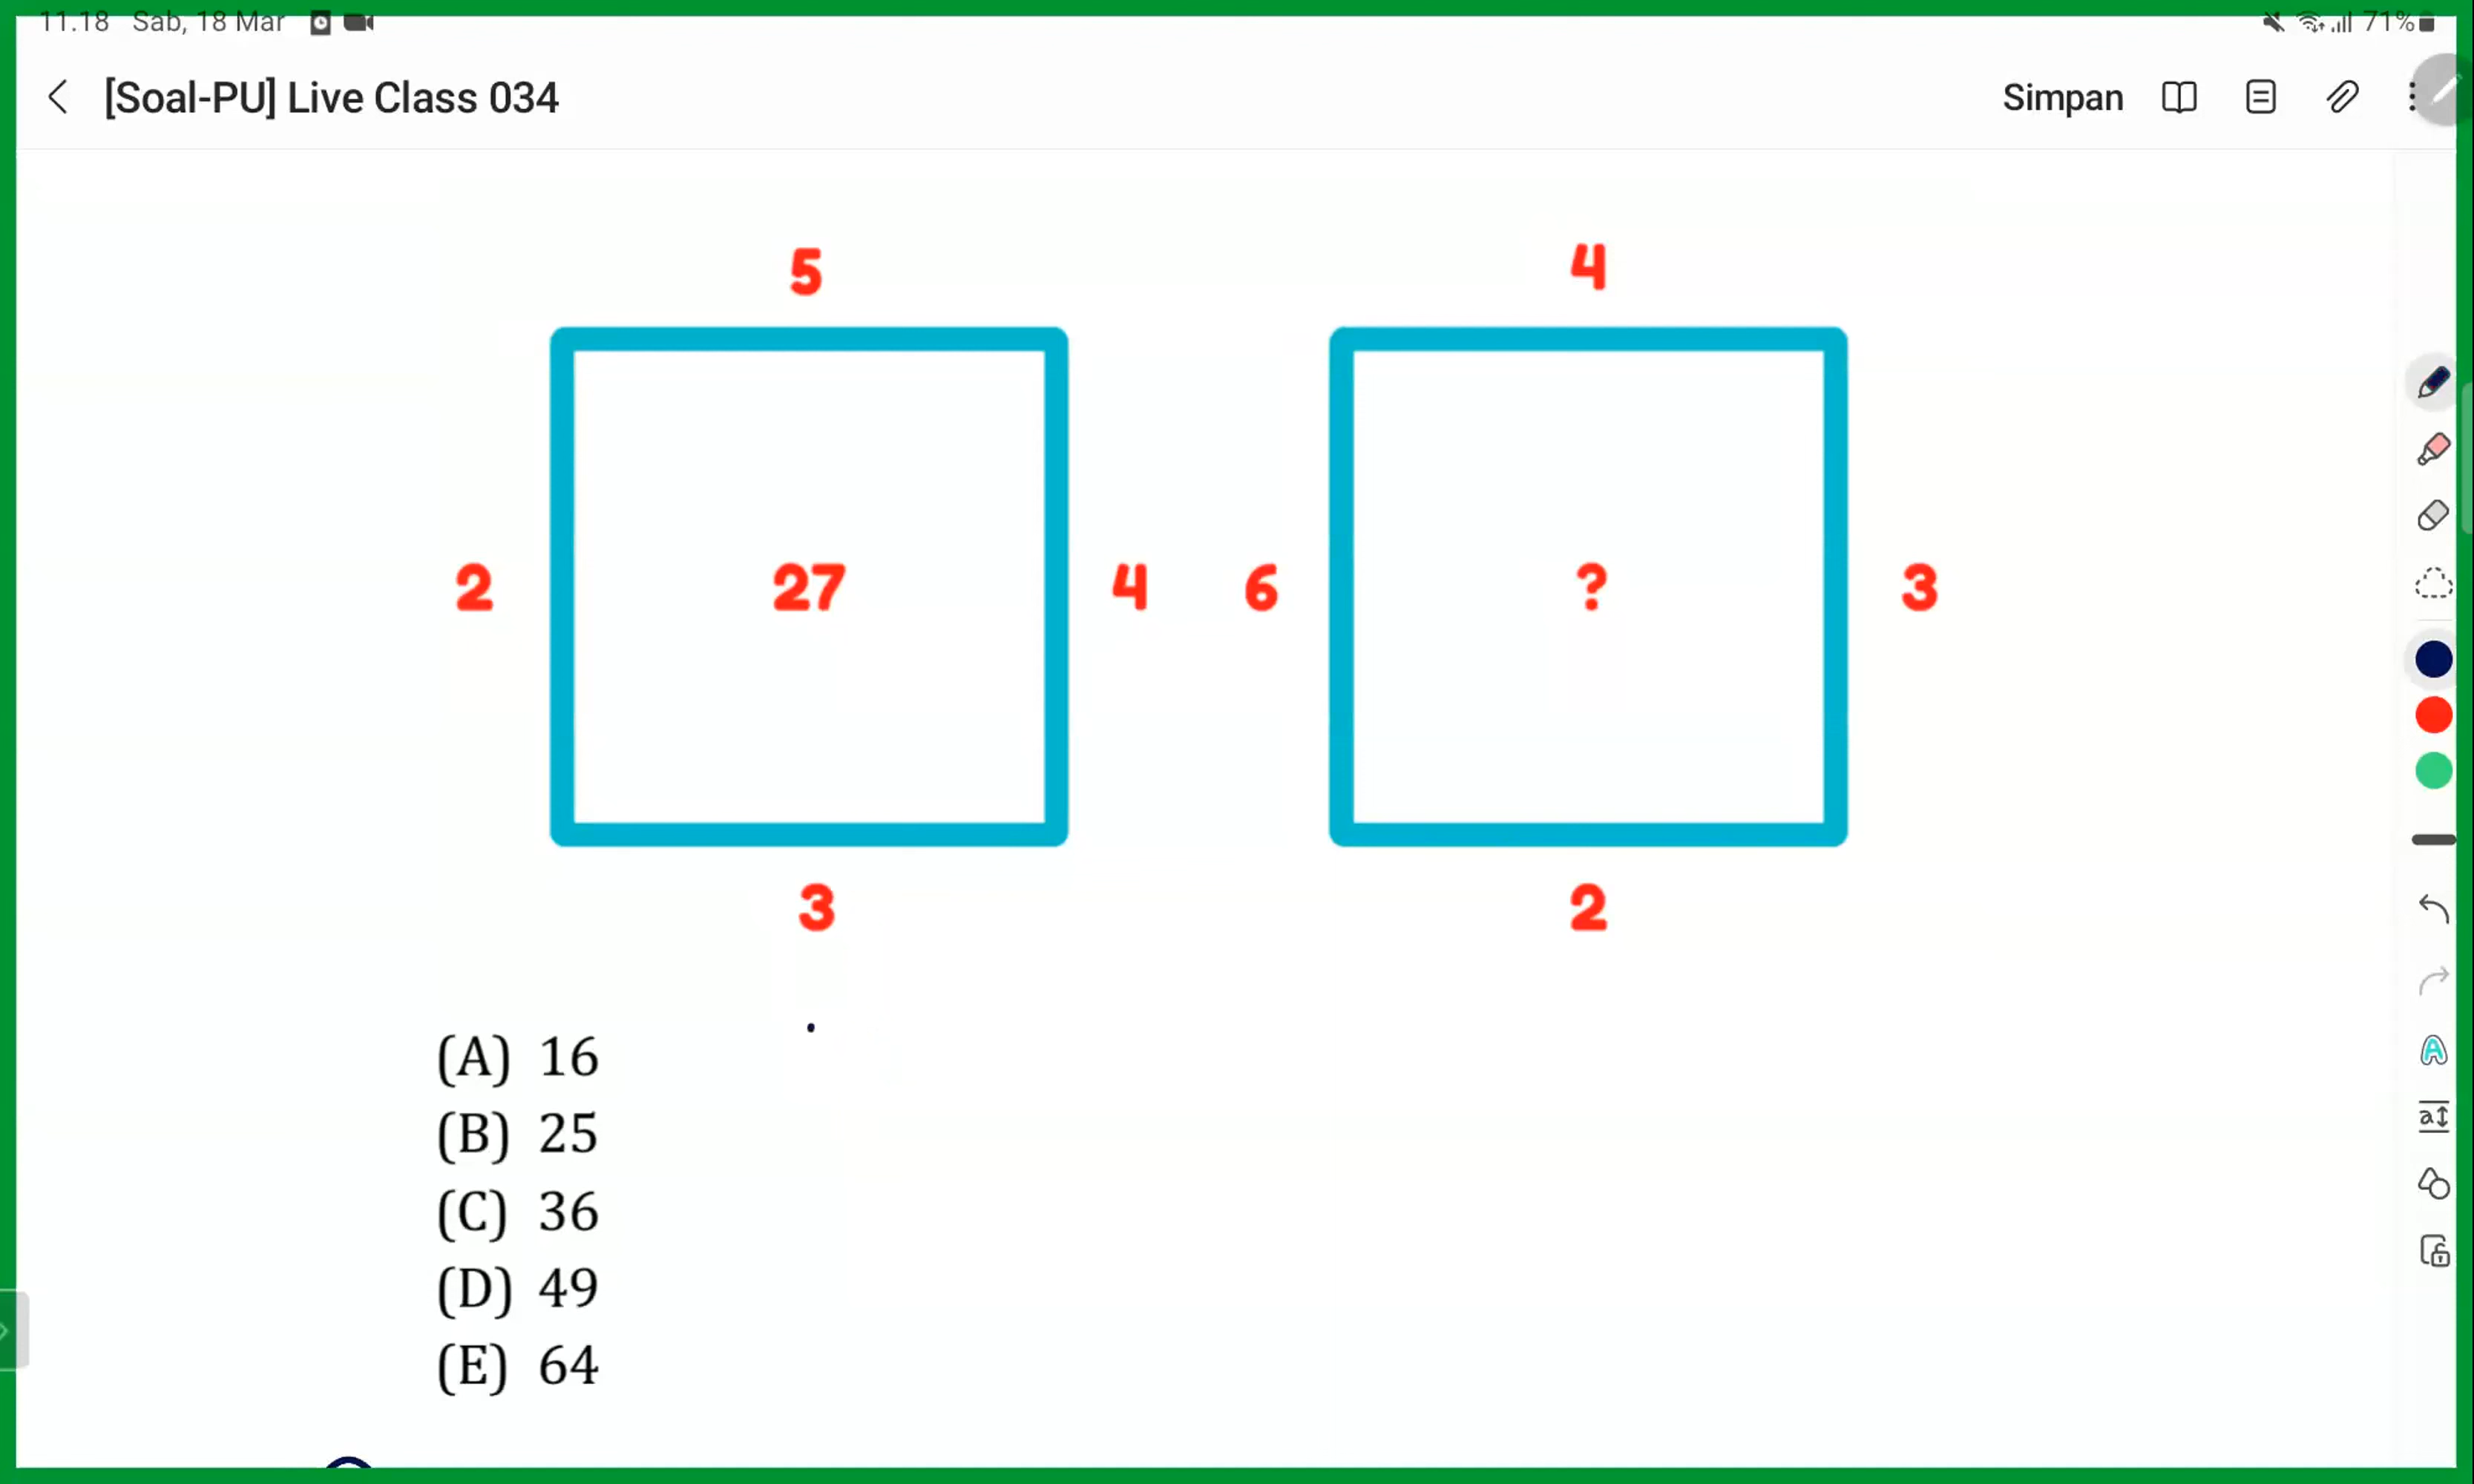 11.18 Sab, 18 Mar 71%
[Soal-PU] Live Class 034 Simpan
5 4
2 27 4 6 ? 3
3 2
(A) 16
(B) 25
(C) 36
(D) 49
(E) 64